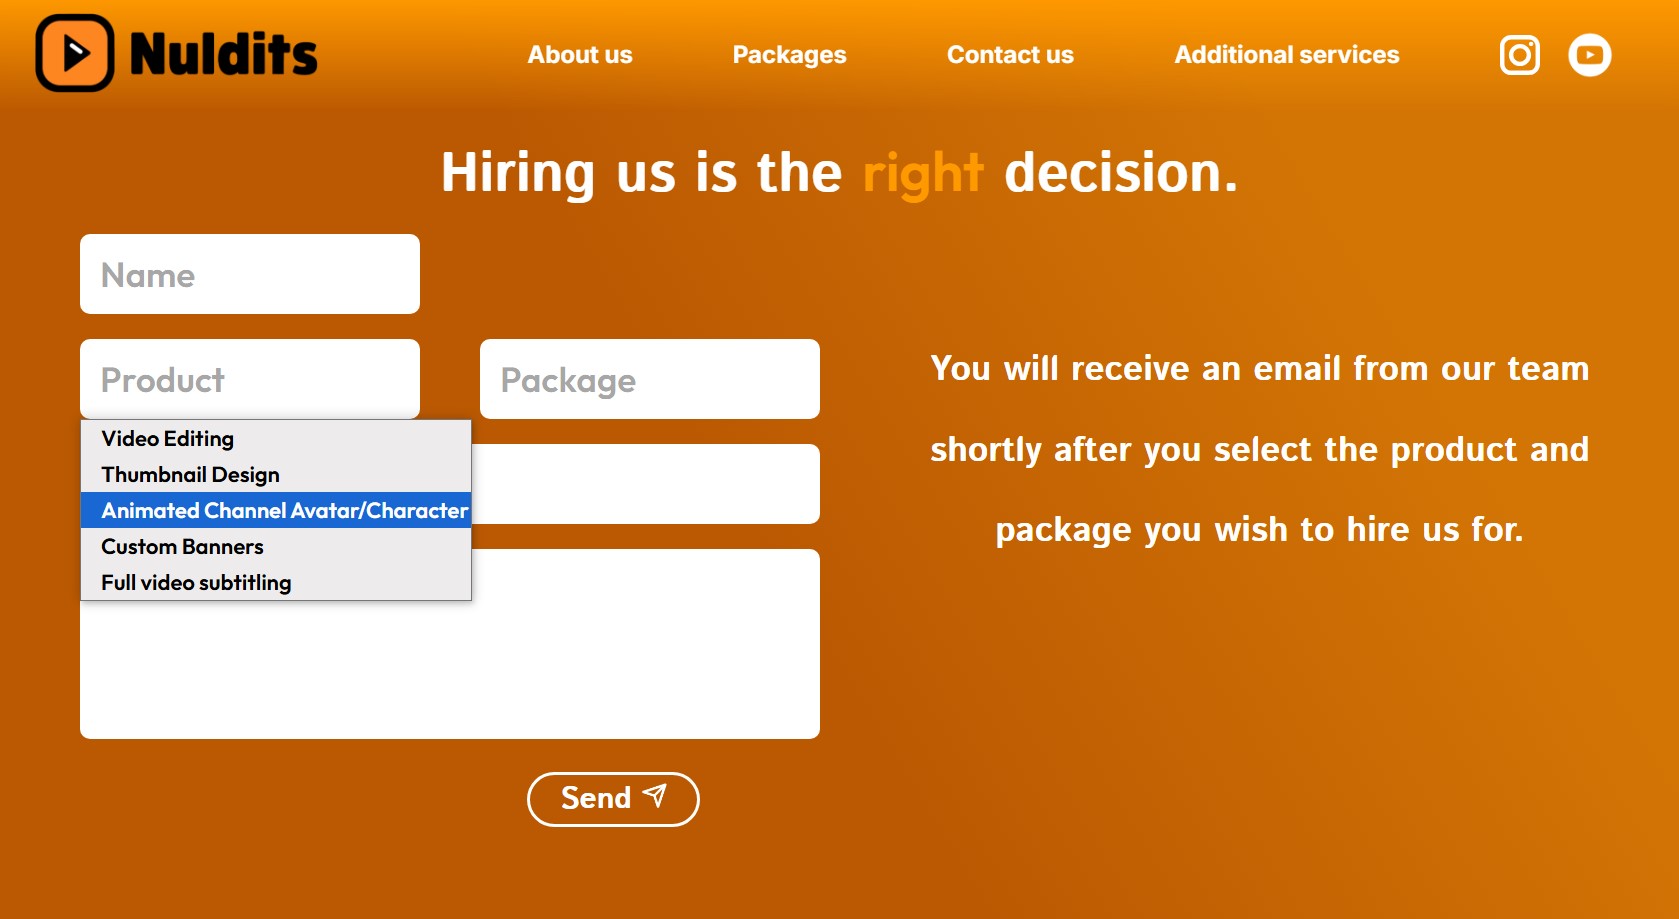 Nuldits
About us
Packages
Contact us
Additional services
Hiring us is the right decision.
Name
Product
Package
Video Editing
Thumbnail Design
Animated Channel Avatar/Character
Custom Banners
Full video subtitling
Send
You will receive an email from our team
shortly after you select the product and
package you wish to hire us for.